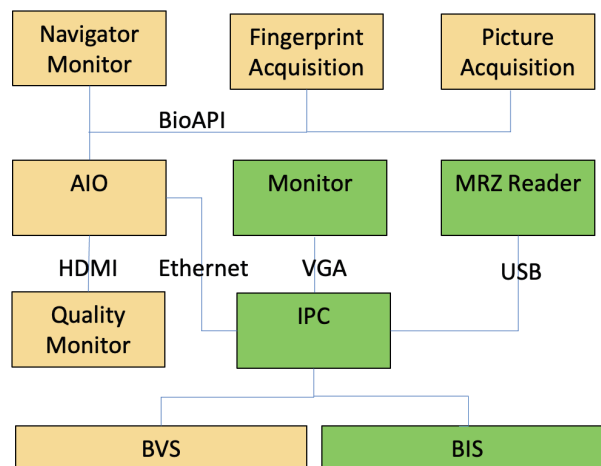 Navigator
Monitor
Fingerprint
Acquisition
Picture
Acquisition
BioAPI
AIO
Monitor
MRZ Reader
HDMI
Ethernet
VGA
USB
Quality
Monitor
IPC
BVS
BIS